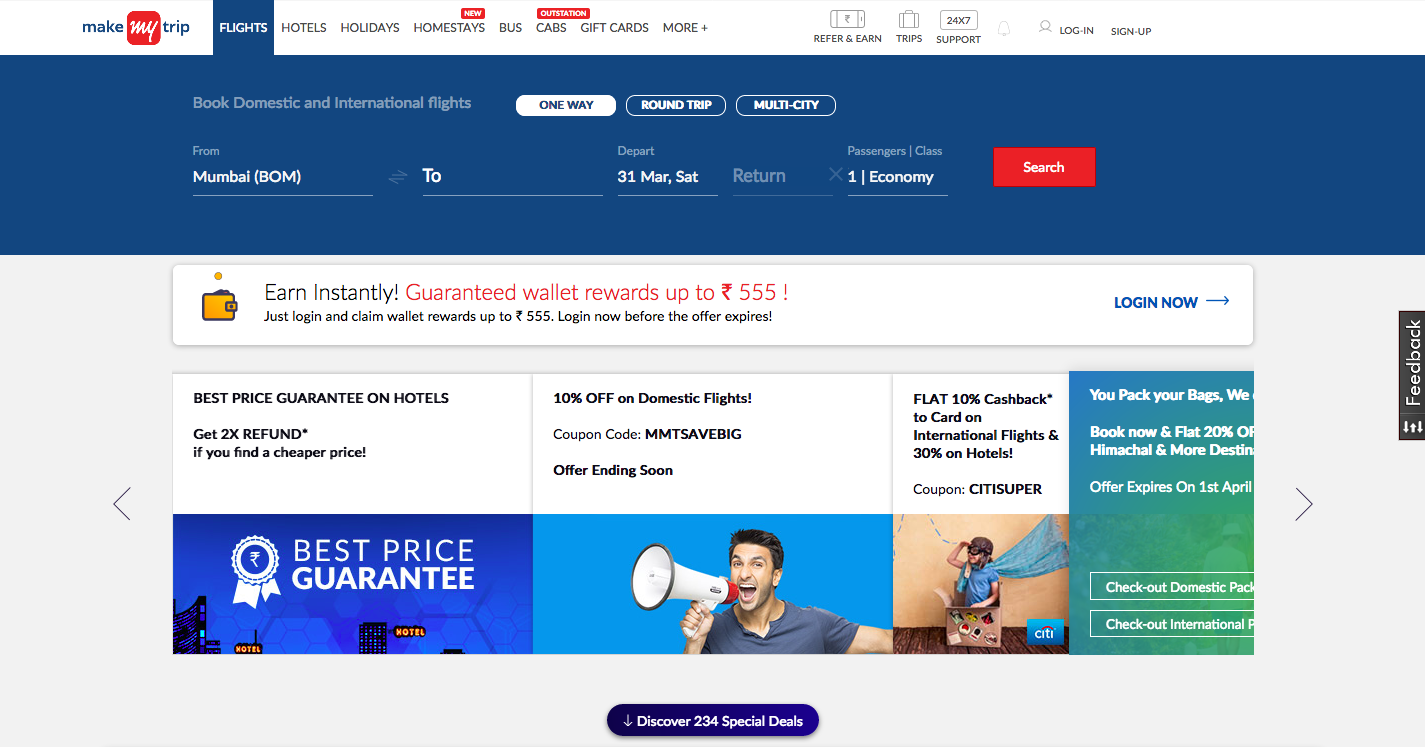 make my trip
FLIGHTS HOTELS HOLIDAYS HOMESTAYS NEW BUS CABS OUTSTATION GIFT CARDS MORE +
₹ REFER & EARN TRIPS 24X7 SUPPORT LOG-IN SIGN-UP
Book Domestic and International flights ONE WAY ROUND TRIP MULTI-CITY
From Depart Passengers | Class
Mumbai (BOM) To 31 Mar, Sat Return 1 | Economy Search
Earn Instantly! Guaranteed wallet rewards up to ₹ 555 !
Just login and claim wallet rewards up to ₹ 555. Login now before the offer expires!
LOGIN NOW
Feedback
BEST PRICE GUARANTEE ON HOTELS
Get 2X REFUND*
if you find a cheaper price!
₹ BEST PRICE
GUARANTEE
HOTEL
HOTEL
10% OFF on Domestic Flights!
Coupon Code: MMTSAVEBIG
Offer Ending Soon
FLAT 10% Cashback*
to Card on
International Flights &
30% on Hotels!
Coupon: CITISUPER
citi
You Pack your Bags, We
Book now & Flat 20% OF
Himachal & More Destin
Offer Expires On 1st April
Check-out Domestic Pack
Check-out International P
Discover 234 Special Deals